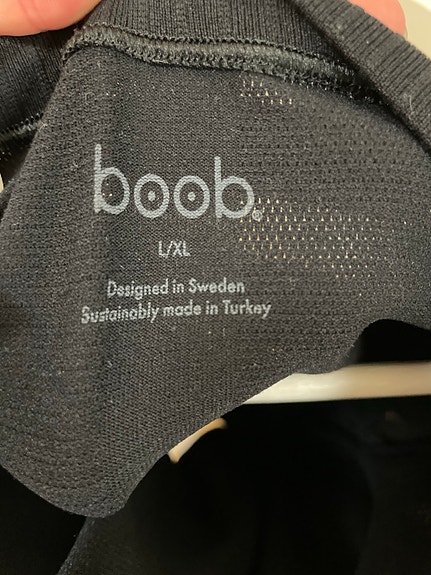 boob®
L/XL
Designed in Sweden
Sustainably made in Turkey